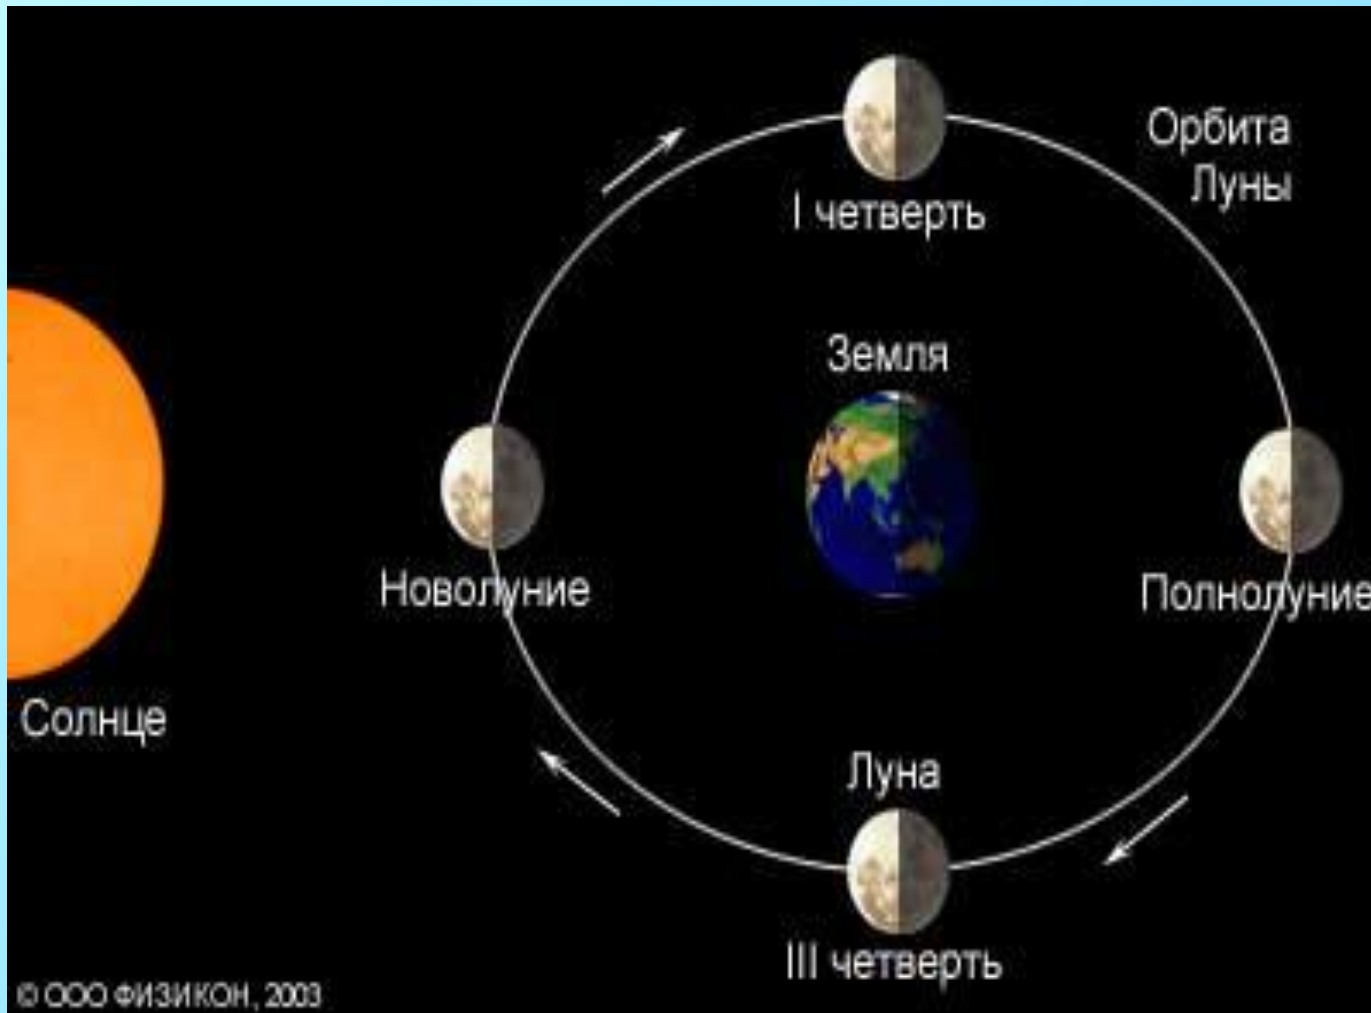 Орбита
Луны
I четверть
Земля
Новолуние
Полнолуние
Солнце
Луна
III четверть
© ООО ФИЗИКОН, 2003